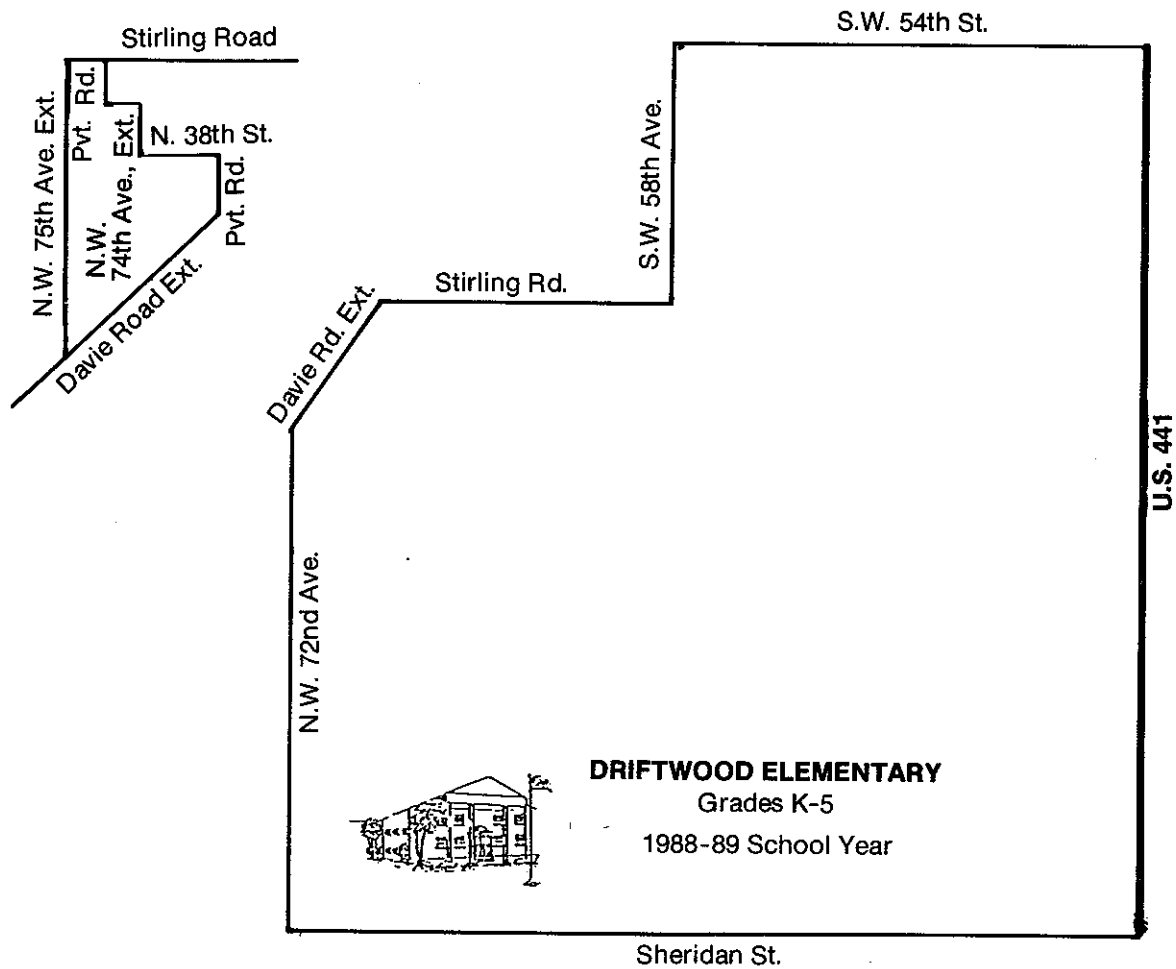 Stirling Road
N.W. 75th Ave. Ext.
Pvt. Rd.
N.W.
74th Ave., Ext.
N. 38th St.
Pvt. Rd.
Davie Road Ext.
S.W. 54th St.
S.W. 58th Ave.
Stirling Rd.
Davie Rd. Ext.
U.S. 441
N.W. 72nd Ave.
DRIFTWOOD ELEMENTARY
Grades K-5
1988-89 School Year
Sheridan St.